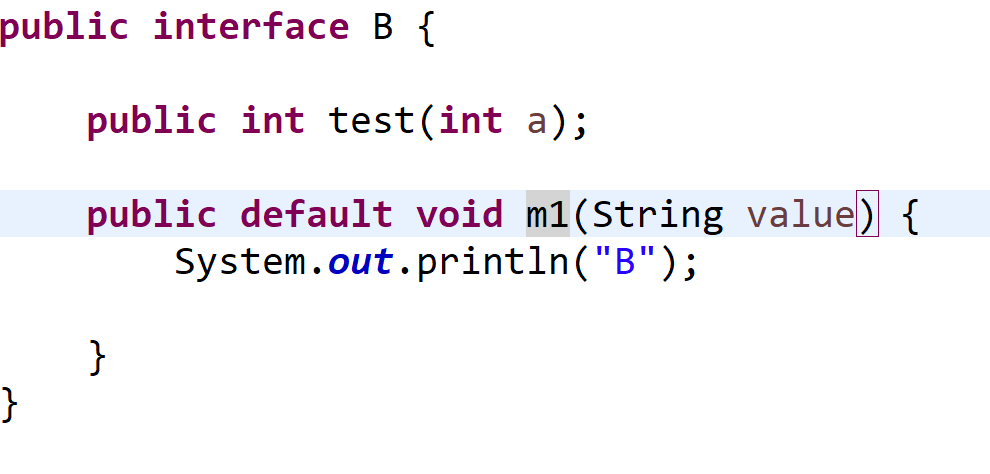 public interface B {
public int test(int a);
public default void m1(String value) {
System.out.println("B");
}
}